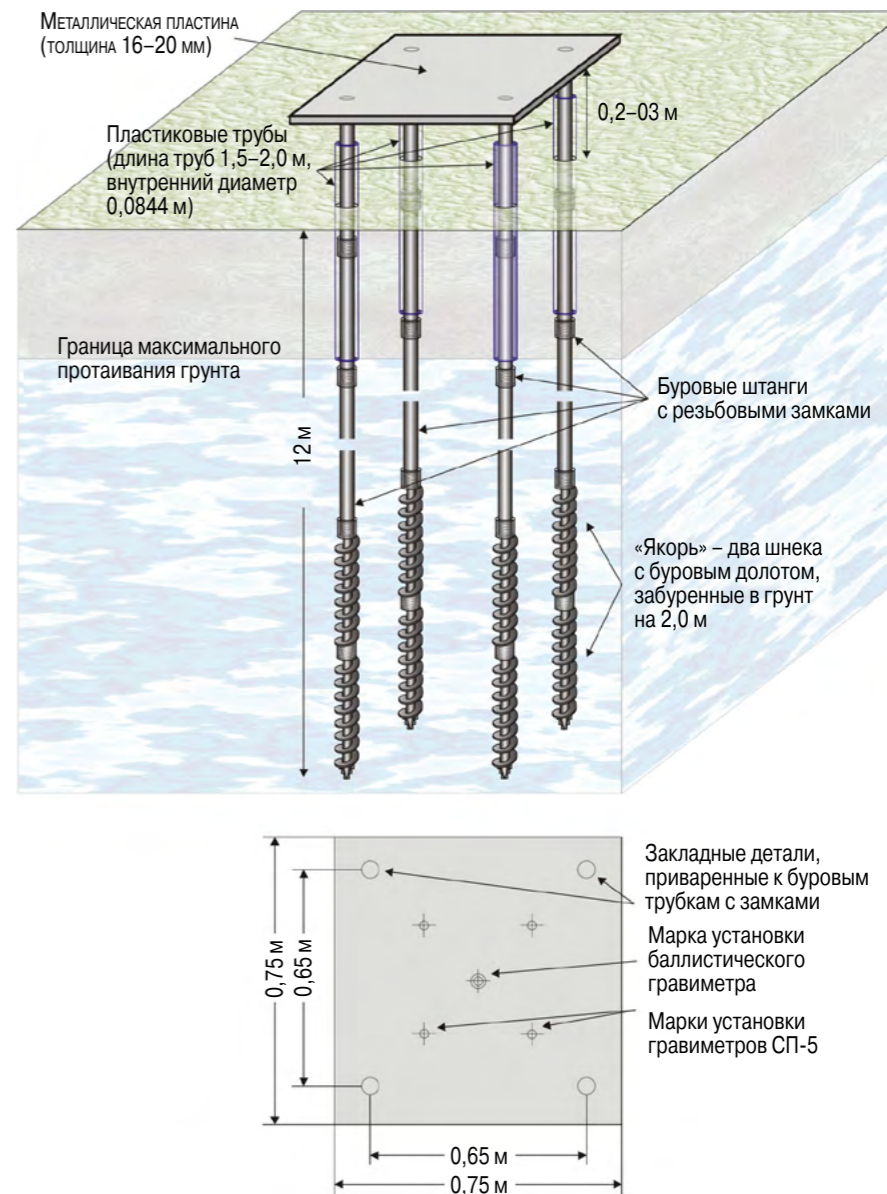 Металлическая пластина
(толщина 16–20 мм)
0,2–03 м
Пластиковые трубы
(длина труб 1,5–2,0 м,
внутренний диаметр
0,0844 м)
Граница максимального
протаивания грунта
12 м
Буровые штанги
с резьбовыми замками
«Якорь» – два шнека
с буровым долотом,
забуренные в грунт
на 2,0 м
Закладные детали,
приваренные к буровым
трубкам с замками
Марка установки
баллистического
гравиметра
Марки установки
гравиметров СП-5
0,75 м
0,65 м
0,65 м
0,75 м